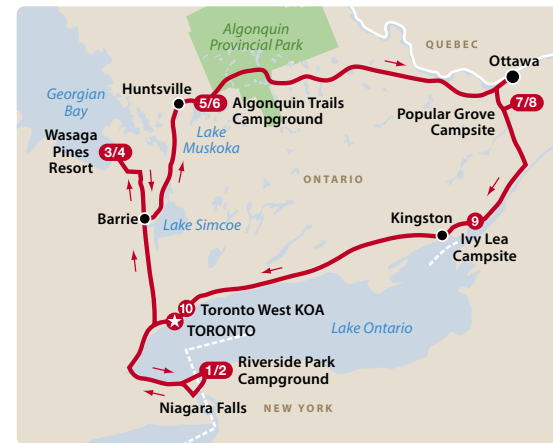 Algonquin
Provincial Park
QUEBEC
Ottawa
Georgian
Bay
Huntsville
5/6
Algonquin Trails
Campground
7/8
Popular Grove
Campsite
Wasaga
Pines
Resort
3/4
Lake
Muskoka
ONTARIO
Barrie
Lake Simcoe
Kingston
9
Ivy Lea
Campsite
10
Toronto West KOA
TORONTO
Lake Ontario
1/2
Riverside Park
Campground
Niagara Falls
NEW YORK